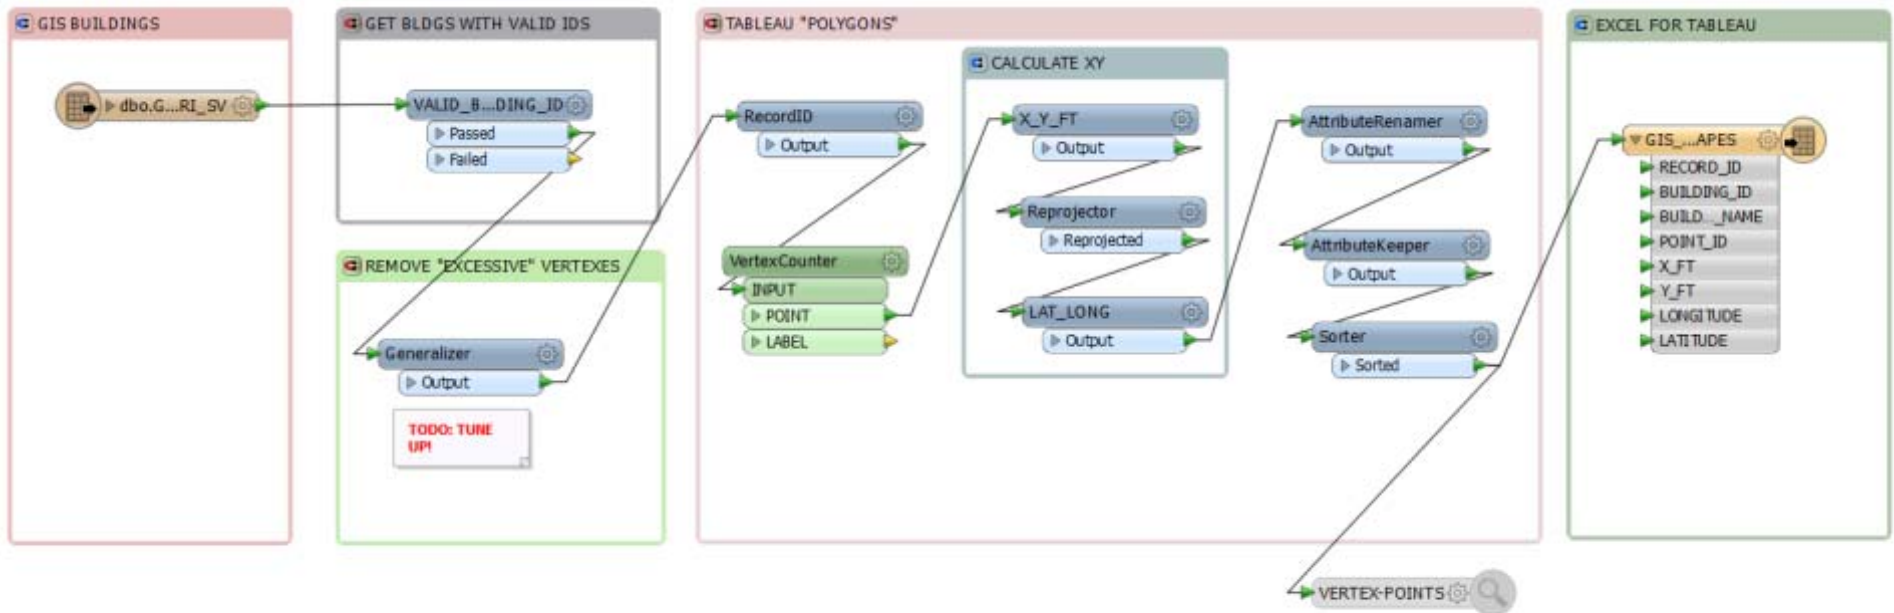 GIS BUILDINGS
dbo.G...RI_SV
GET BLDGS WITH VALID IDS
VALID_B...DING_ID
Passed
Failed
REMOVE "EXCESSIVE" VERTEXES
Generalizer
Output
TODO: TUNE
UP!
TABLEAU "POLYGONS"
RecordID
Output
VertexCounter
INPUT
POINT
LABEL
CALCULATE XY
X_Y_FT
Output
Reprojector
Reprojected
LAT_LONG
Output
AttributeRenamer
Output
AttributeKeeper
Output
Sorter
Sorted
VERTEX-POINTS
EXCEL FOR TABLEAU
GIS_...APES
RECORD_ID
BUILDING_ID
BUILD..._NAME
POINT_ID
X_FT
Y_FT
LONGITUDE
LATITUDE